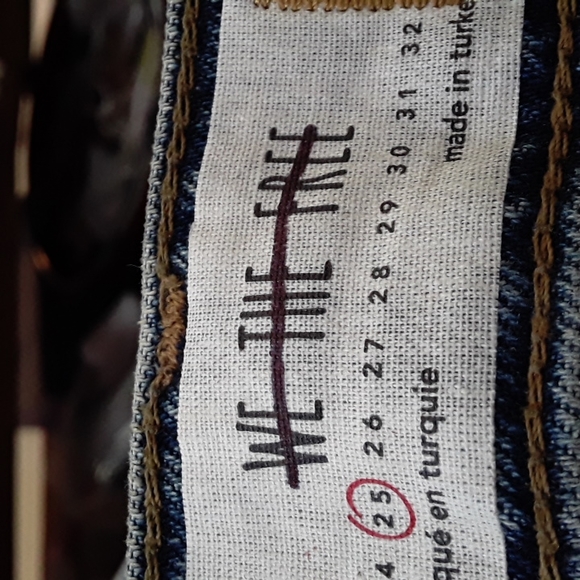 WE THE FREE
4 25 26 27 28 29 30 31 32
qué en turquie made in turke